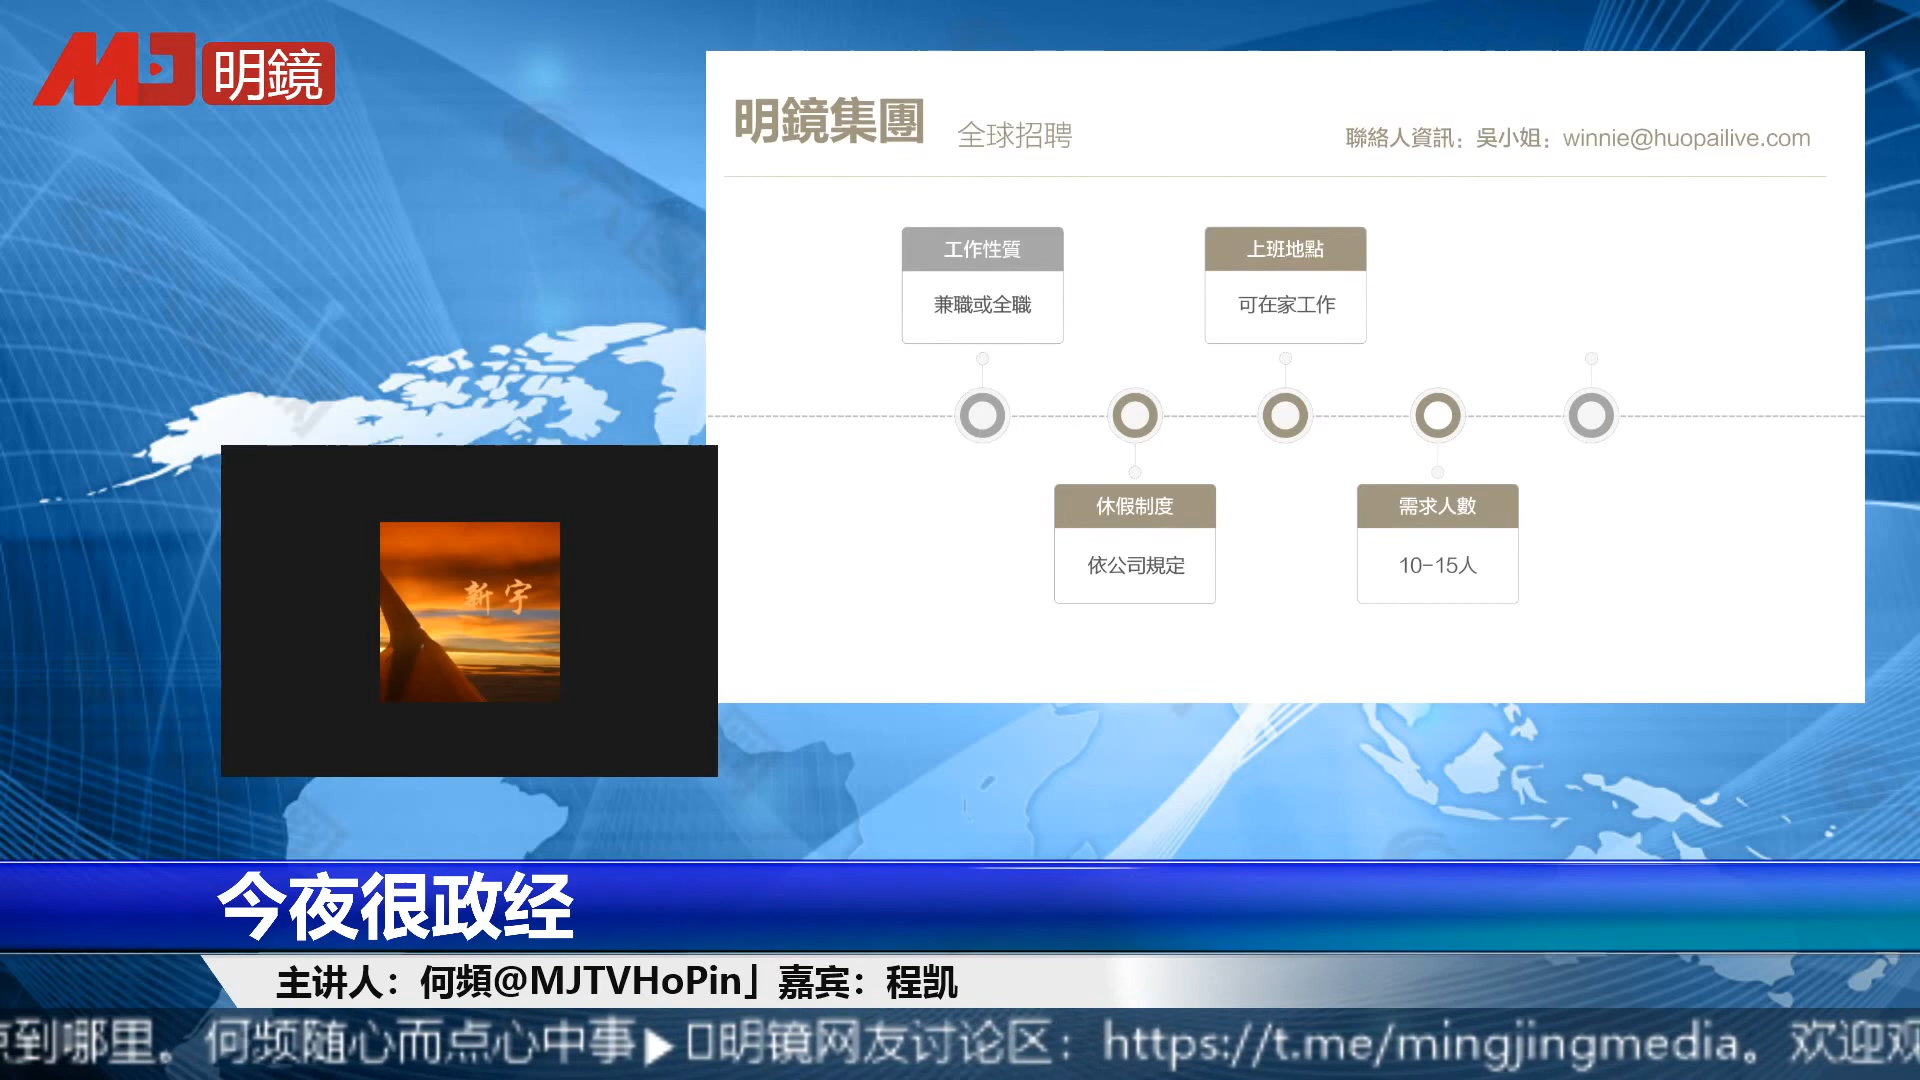 MJ 明鏡
明鏡集團 全球招聘
聯絡人資訊：吳小姐：winnie@huopailive.com
工作性質
兼職或全職
上班地點
可在家工作
休假制度
依公司規定
需求人數
10-15人
新宇
今夜很政经
主讲人：何頻@MJTVHoPin」嘉宾：程凯
到哪里。何频随心而点心中事▶明镜网友讨论区：https://t.me/mingjingmedia。欢迎观